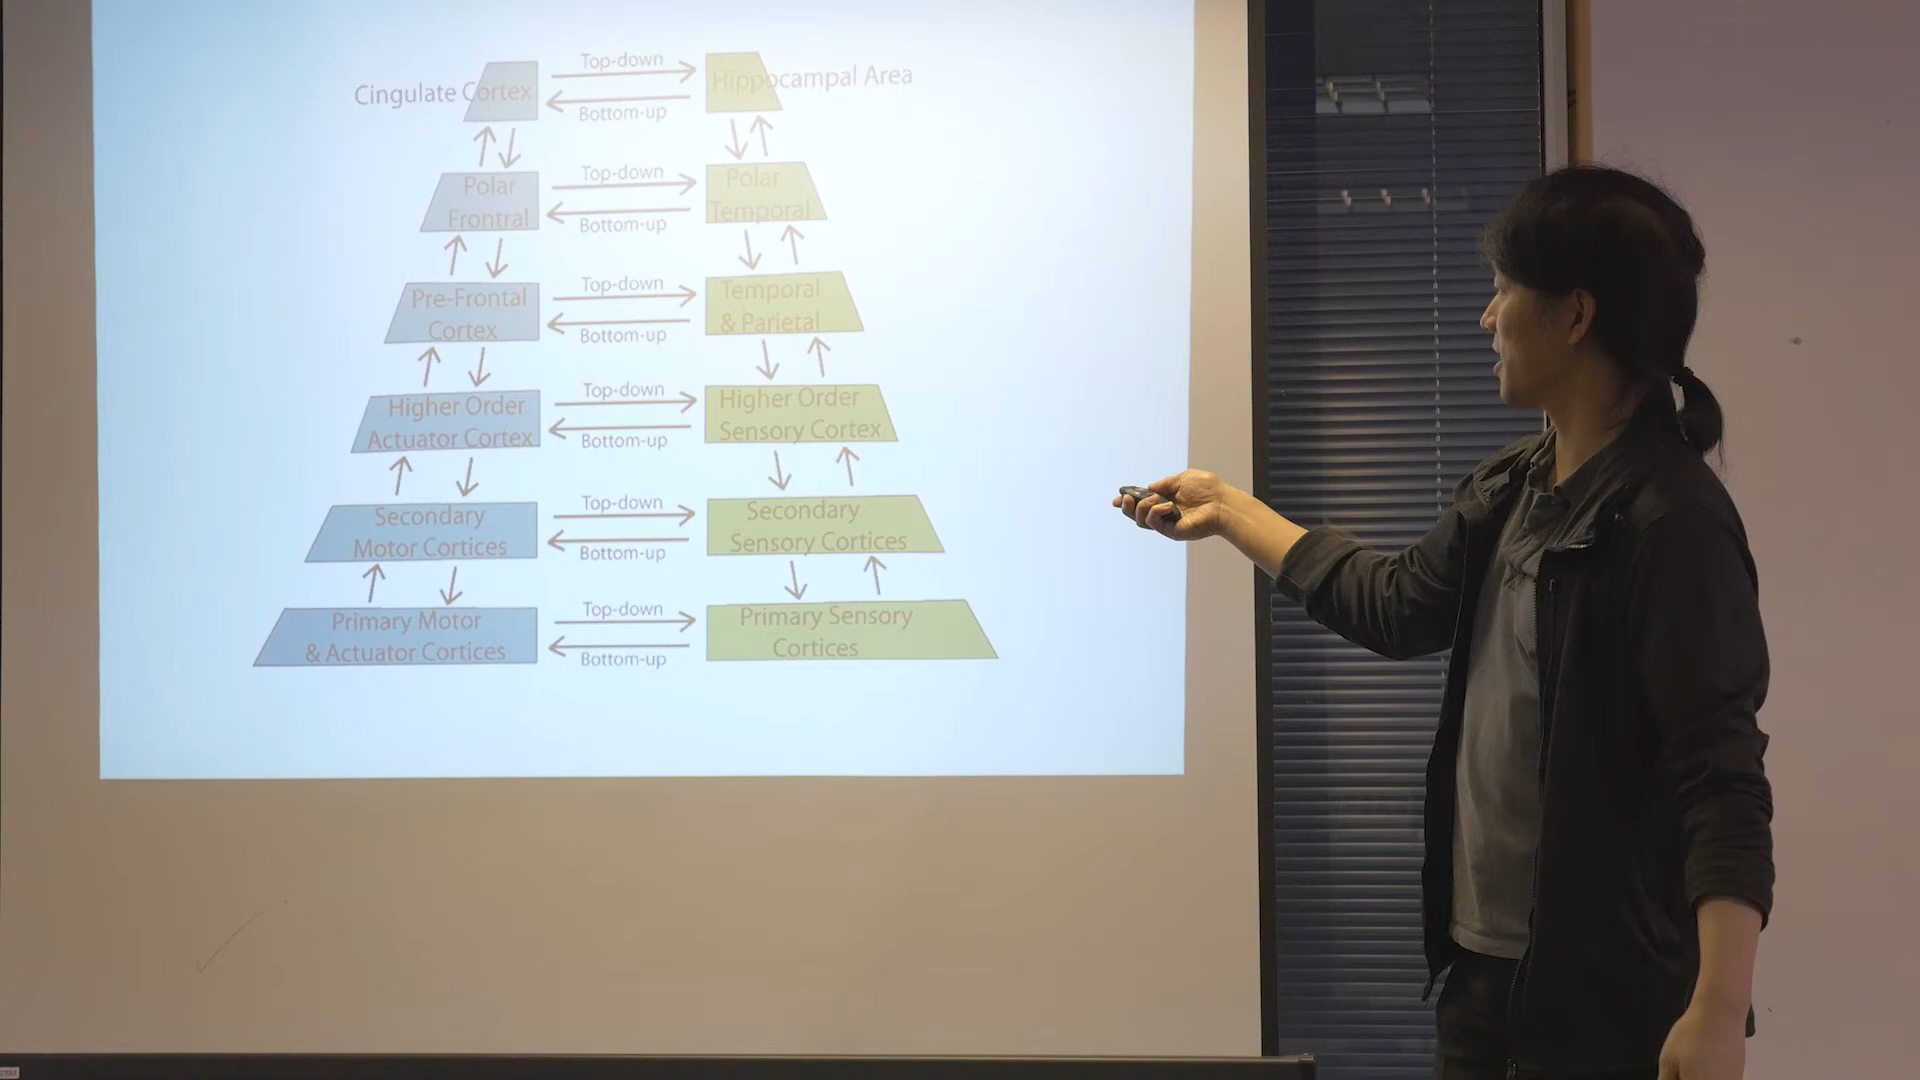 Cingulate Cortex
Top-down
Bottom-up
Hippocampal Area
Polar
Frontral
Top-down
Bottom-up
Polar
Temporal
Pre-Frontal
Cortex
Top-down
Bottom-up
Temporal
& Parietal
Higher Order
Actuator Cortex
Top-down
Bottom-up
Higher Order
Sensory Cortex
Secondary
Motor Cortices
Top-down
Bottom-up
Secondary
Sensory Cortices
Primary Motor
& Actuator Cortices
Top-down
Bottom-up
Primary Sensory
Cortices